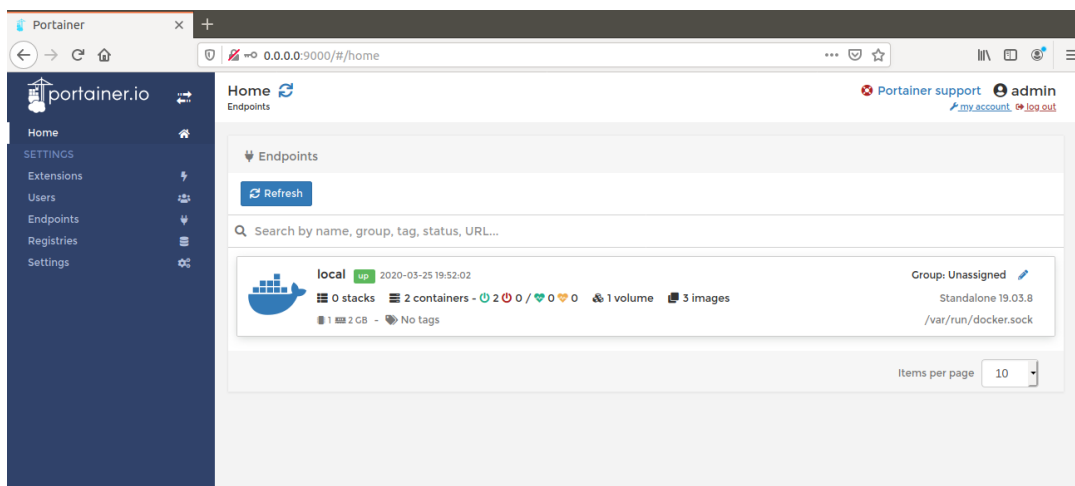 Portainer
0.0.0.0:9000/#/home
portainer.io
Home
SETTINGS
Extensions
Users
Endpoints
Registries
Settings
Home
Endpoints
Portainer support admin
my account log out
Endpoints
Refresh
Search by name, group, tag, status, URL...
local up 2020-03-25 19:52:02 Group: Unassigned
0 stacks 2 containers - 2 0 / 0 0 1 volume 3 images Standalone 19.03.8
1 2 GB - No tags /var/run/docker.sock
Items per page 10